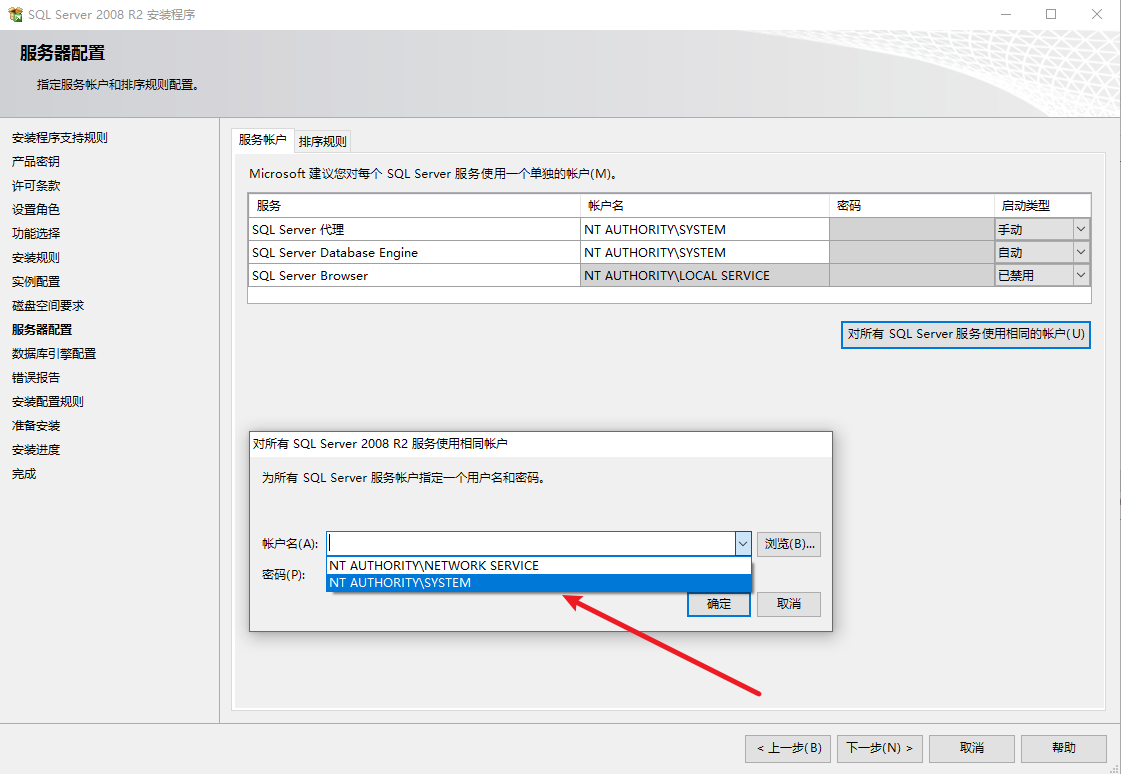 SQL Server 2008 R2 安装程序
服务器配置
指定服务帐户和排序规则配置。
安装程序支持规则
产品密钥
许可条款
设置角色
功能选择
安装规则
实例配置
磁盘空间要求
服务器配置
数据库引擎配置
错误报告
安装配置规则
准备安装
安装进度
完成
服务帐户 排序规则
Microsoft 建议您对每个 SQL Server 服务使用一个单独的帐户(M)。
服务 帐户名 密码 启动类型
SQL Server 代理 NT AUTHORITY\SYSTEM 手动
SQL Server Database Engine NT AUTHORITY\SYSTEM 自动
SQL Server Browser NT AUTHORITY\LOCAL SERVICE 已禁用
对所有 SQL Server 服务使用相同的帐户(U)
对所有 SQL Server 2008 R2 服务使用相同帐户
为所有 SQL Server 服务帐户指定一个用户名和密码。
帐户名(A): 浏览(B)...
NT AUTHORITY\NETWORK SERVICE
密码(P): NT AUTHORITY\SYSTEM
确定 取消
< 上一步(B) 下一步(N) > 取消 帮助